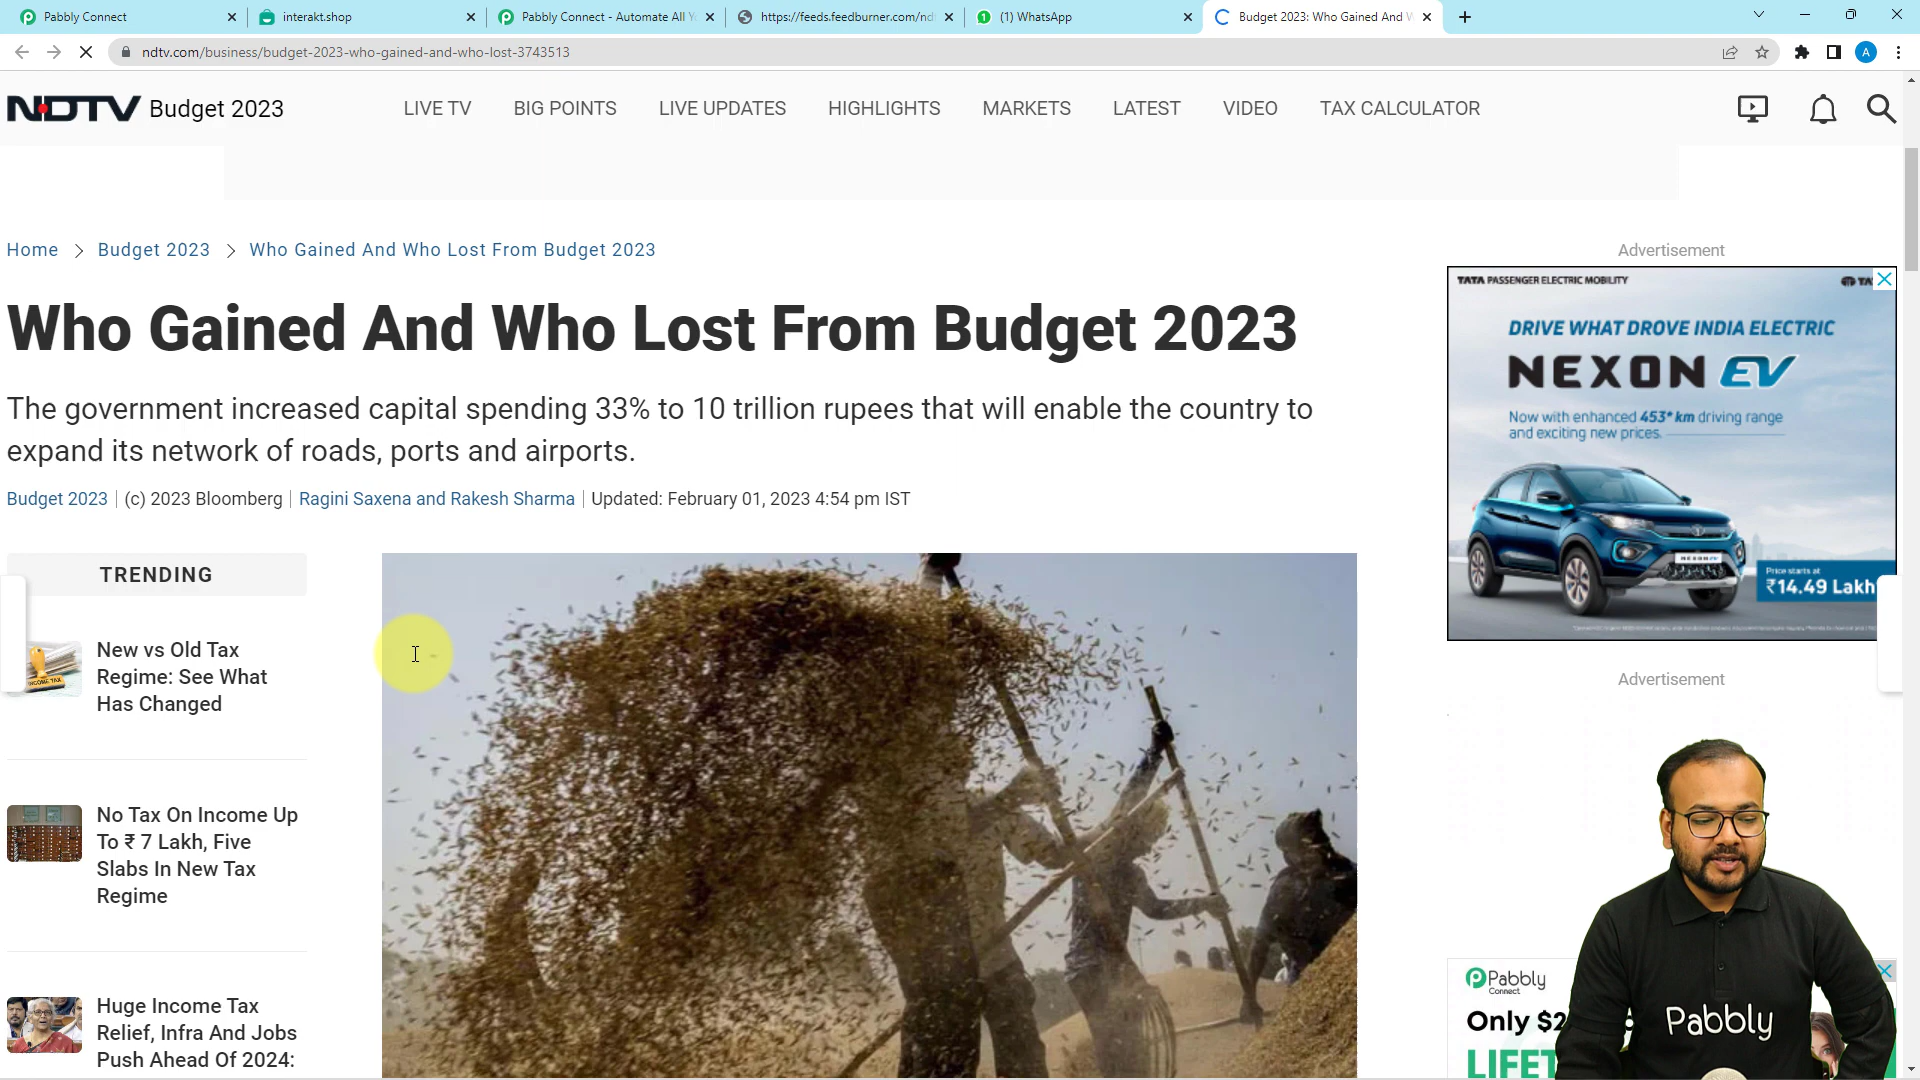 Pabbly Connect
interakt.shop
Pabbly Connect - Automate All Y
https://feeds.feedburner.com/nd
(1) WhatsApp
Budget 2023: Who Gained And W
ndtv.com/business/budget-2023-who-gained-and-who-lost-3743513
A
NDTV Budget 2023
LIVE TV
BIG POINTS
LIVE UPDATES
HIGHLIGHTS
MARKETS
LATEST
VIDEO
TAX CALCULATOR
Home > Budget 2023 > Who Gained And Who Lost From Budget 2023
Who Gained And Who Lost From Budget 2023
The government increased capital spending 33% to 10 trillion rupees that will enable the country to
expand its network of roads, ports and airports.
Budget 2023 | (c) 2023 Bloomberg | Ragini Saxena and Rakesh Sharma | Updated: February 01, 2023 4:54 pm IST
TRENDING
INCOME TAX
New vs Old Tax
Regime: See What
Has Changed
No Tax On Income Up
To ₹ 7 Lakh, Five
Slabs In New Tax
Regime
Huge Income Tax
Relief, Infra And Jobs
Push Ahead Of 2024:
Advertisement
TATA PASSENGER ELECTRIC MOBILITY
TA
DRIVE WHAT DROVE INDIA ELECTRIC
NEXON EV
Now with enhanced 453* km driving range
and exciting new prices.
NEXON EV
Price starts at
₹14.49 Lakh
Advertisement
Pabbly
Connect
Only $2
LIFET
Pabbly